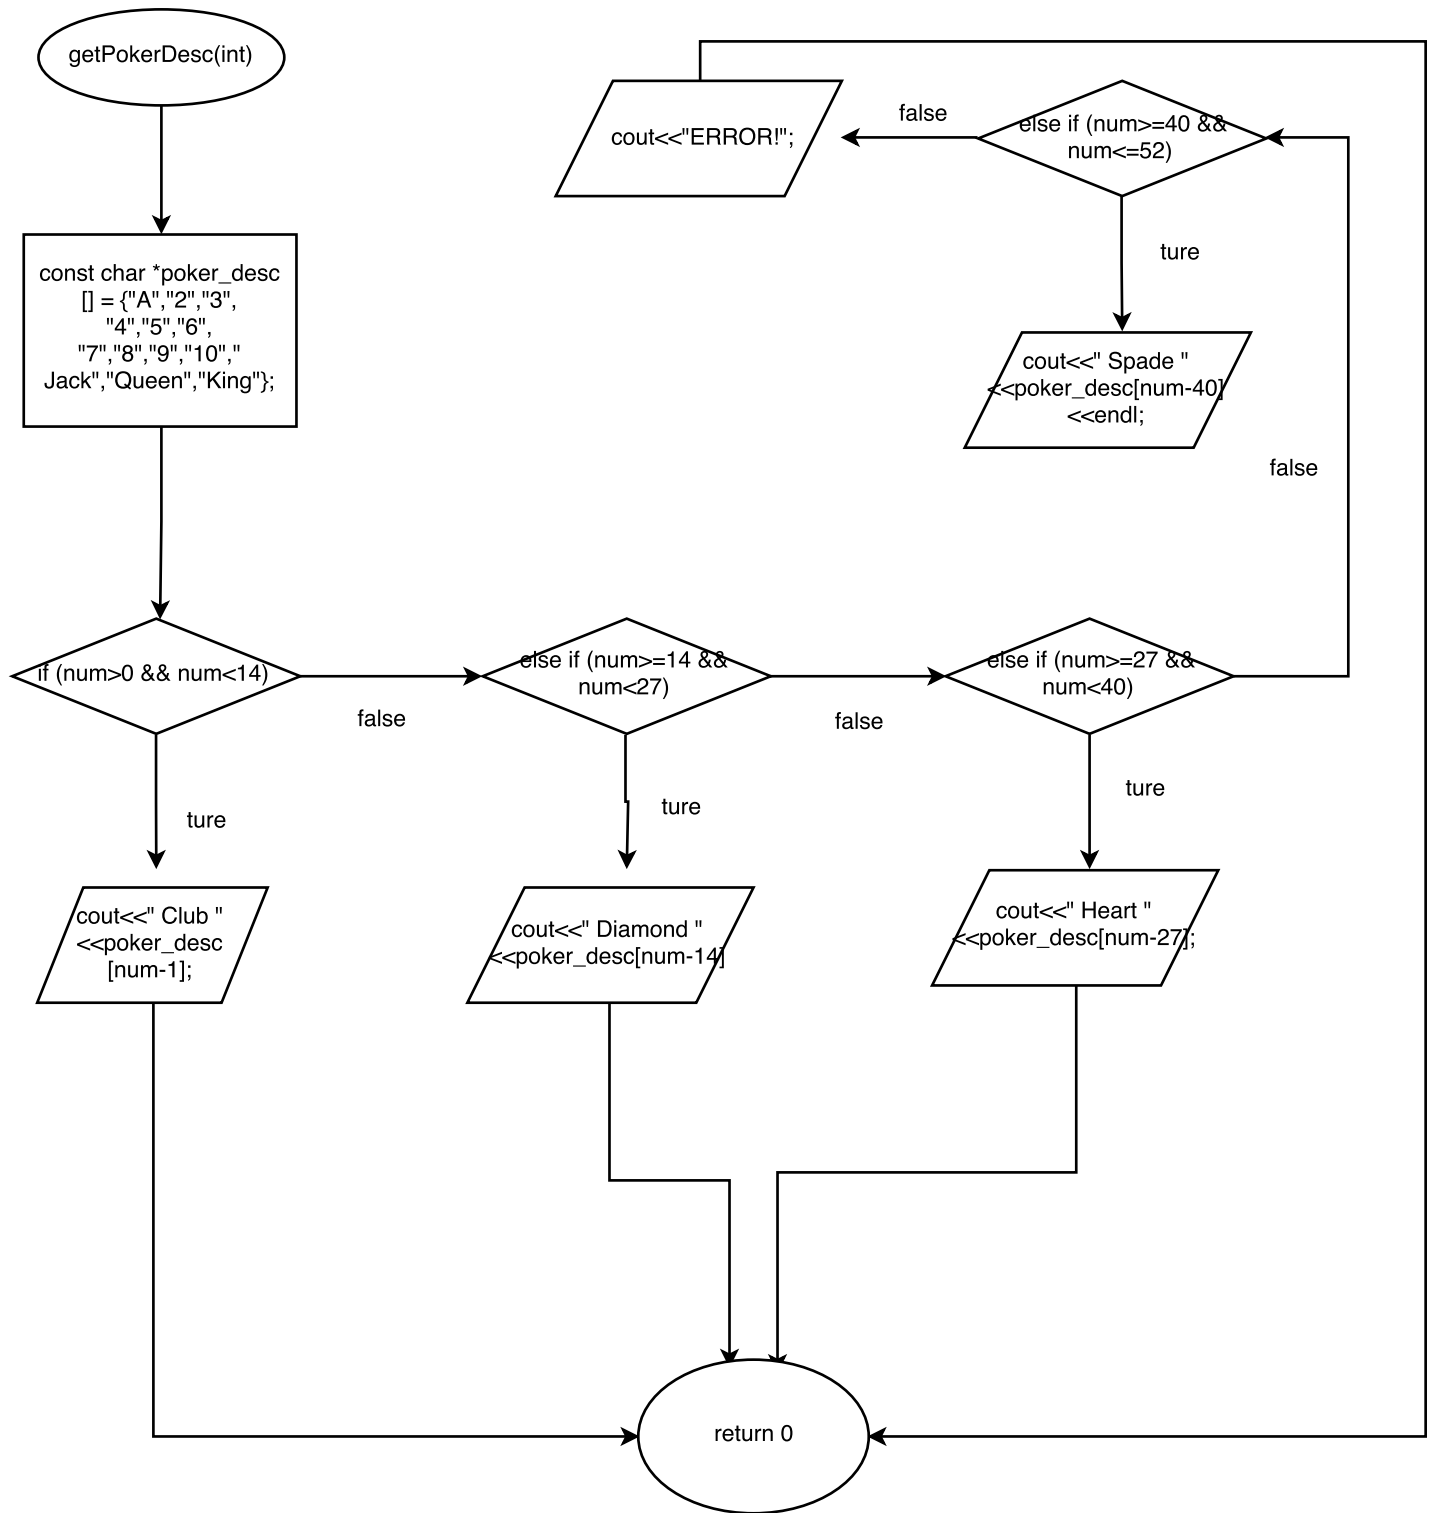 getPokerDesc(int)
const char *poker_desc
[] = {"A","2","3",
"4","5","6",
"7","8","9","10","
Jack","Queen","King"};
if (num>0 && num<14)
false
ture
cout<<" Club "
<<poker_desc
[num-1];
else if (num>=14 &&
num<27)
false
ture
cout<<" Diamond "
<<poker_desc[num-14]
else if (num>=27 &&
num<40)
false
ture
cout<<" Heart "
<<poker_desc[num-27];
else if (num>=40 &&
num<=52)
false
ture
cout<<" Spade "
<<poker_desc[num-40]
<<endl;
cout<<"ERROR!";
return 0